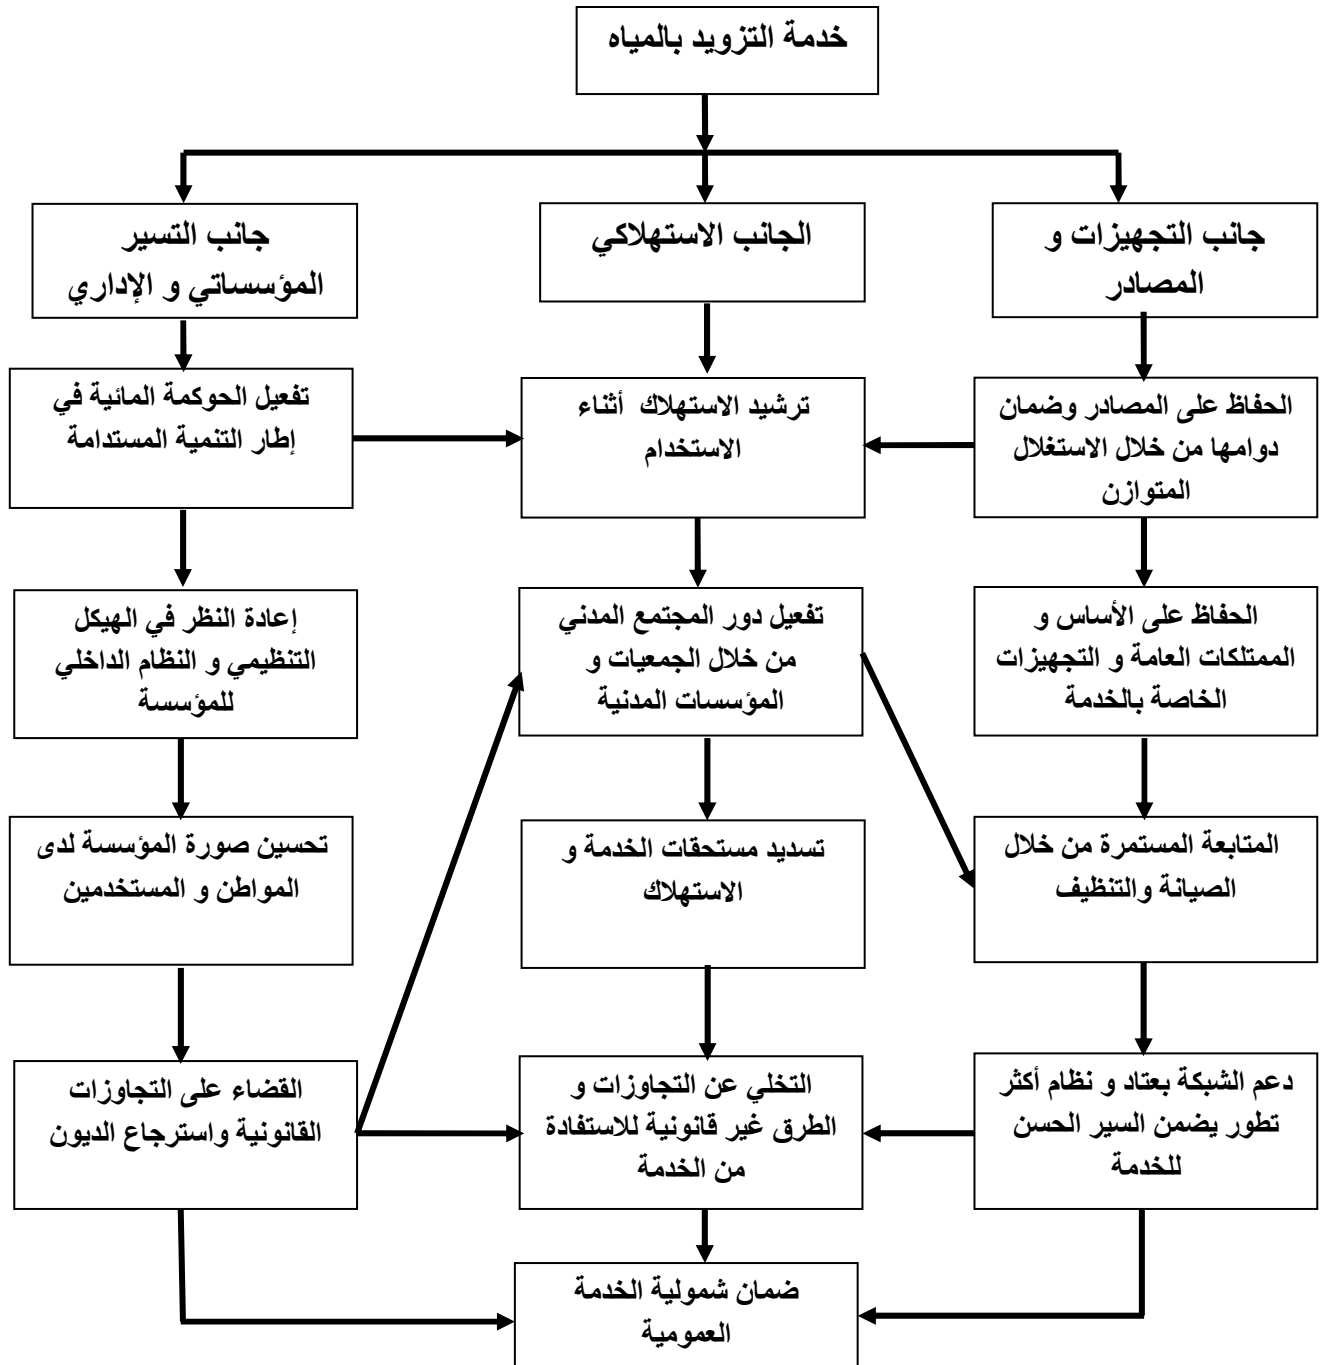 خدمة التزويد بالمياه
جانب التجهيزات و
المصادر
الجانب الاستهلاكي
جانب التسير
المؤسساتي و الإداري
الحفاظ على المصادر وضمان
دوامها من خلال الاستغلال
المتوازن
ترشيد الاستهلاك أثناء
الاستخدام
تفعيل الحوكمة المائية في
إطار التنمية المستدامة
الحفاظ على الأساس و
الممتلكات العامة و التجهيزات
الخاصة بالخدمة
تفعيل دور المجتمع المدني
من خلال الجمعيات و
المؤسسات المدنية
إعادة النظر في الهيكل
التنظيمي و النظام الداخلي
للمؤسسة
المتابعة المستمرة من خلال
الصيانة والتنظيف
تسديد مستحقات الخدمة و
الاستهلاك
تحسين صورة المؤسسة لدى
المواطن و المستخدمين
دعم الشبكة بعتاد و نظام أكثر
تطور يضمن السير الحسن
للخدمة
التخلي عن التجاوزات و
الطرق غير قانونية للاستفادة
من الخدمة
القضاء على التجاوزات
القانونية واسترجاع الديون
ضمان شمولية الخدمة
العمومية